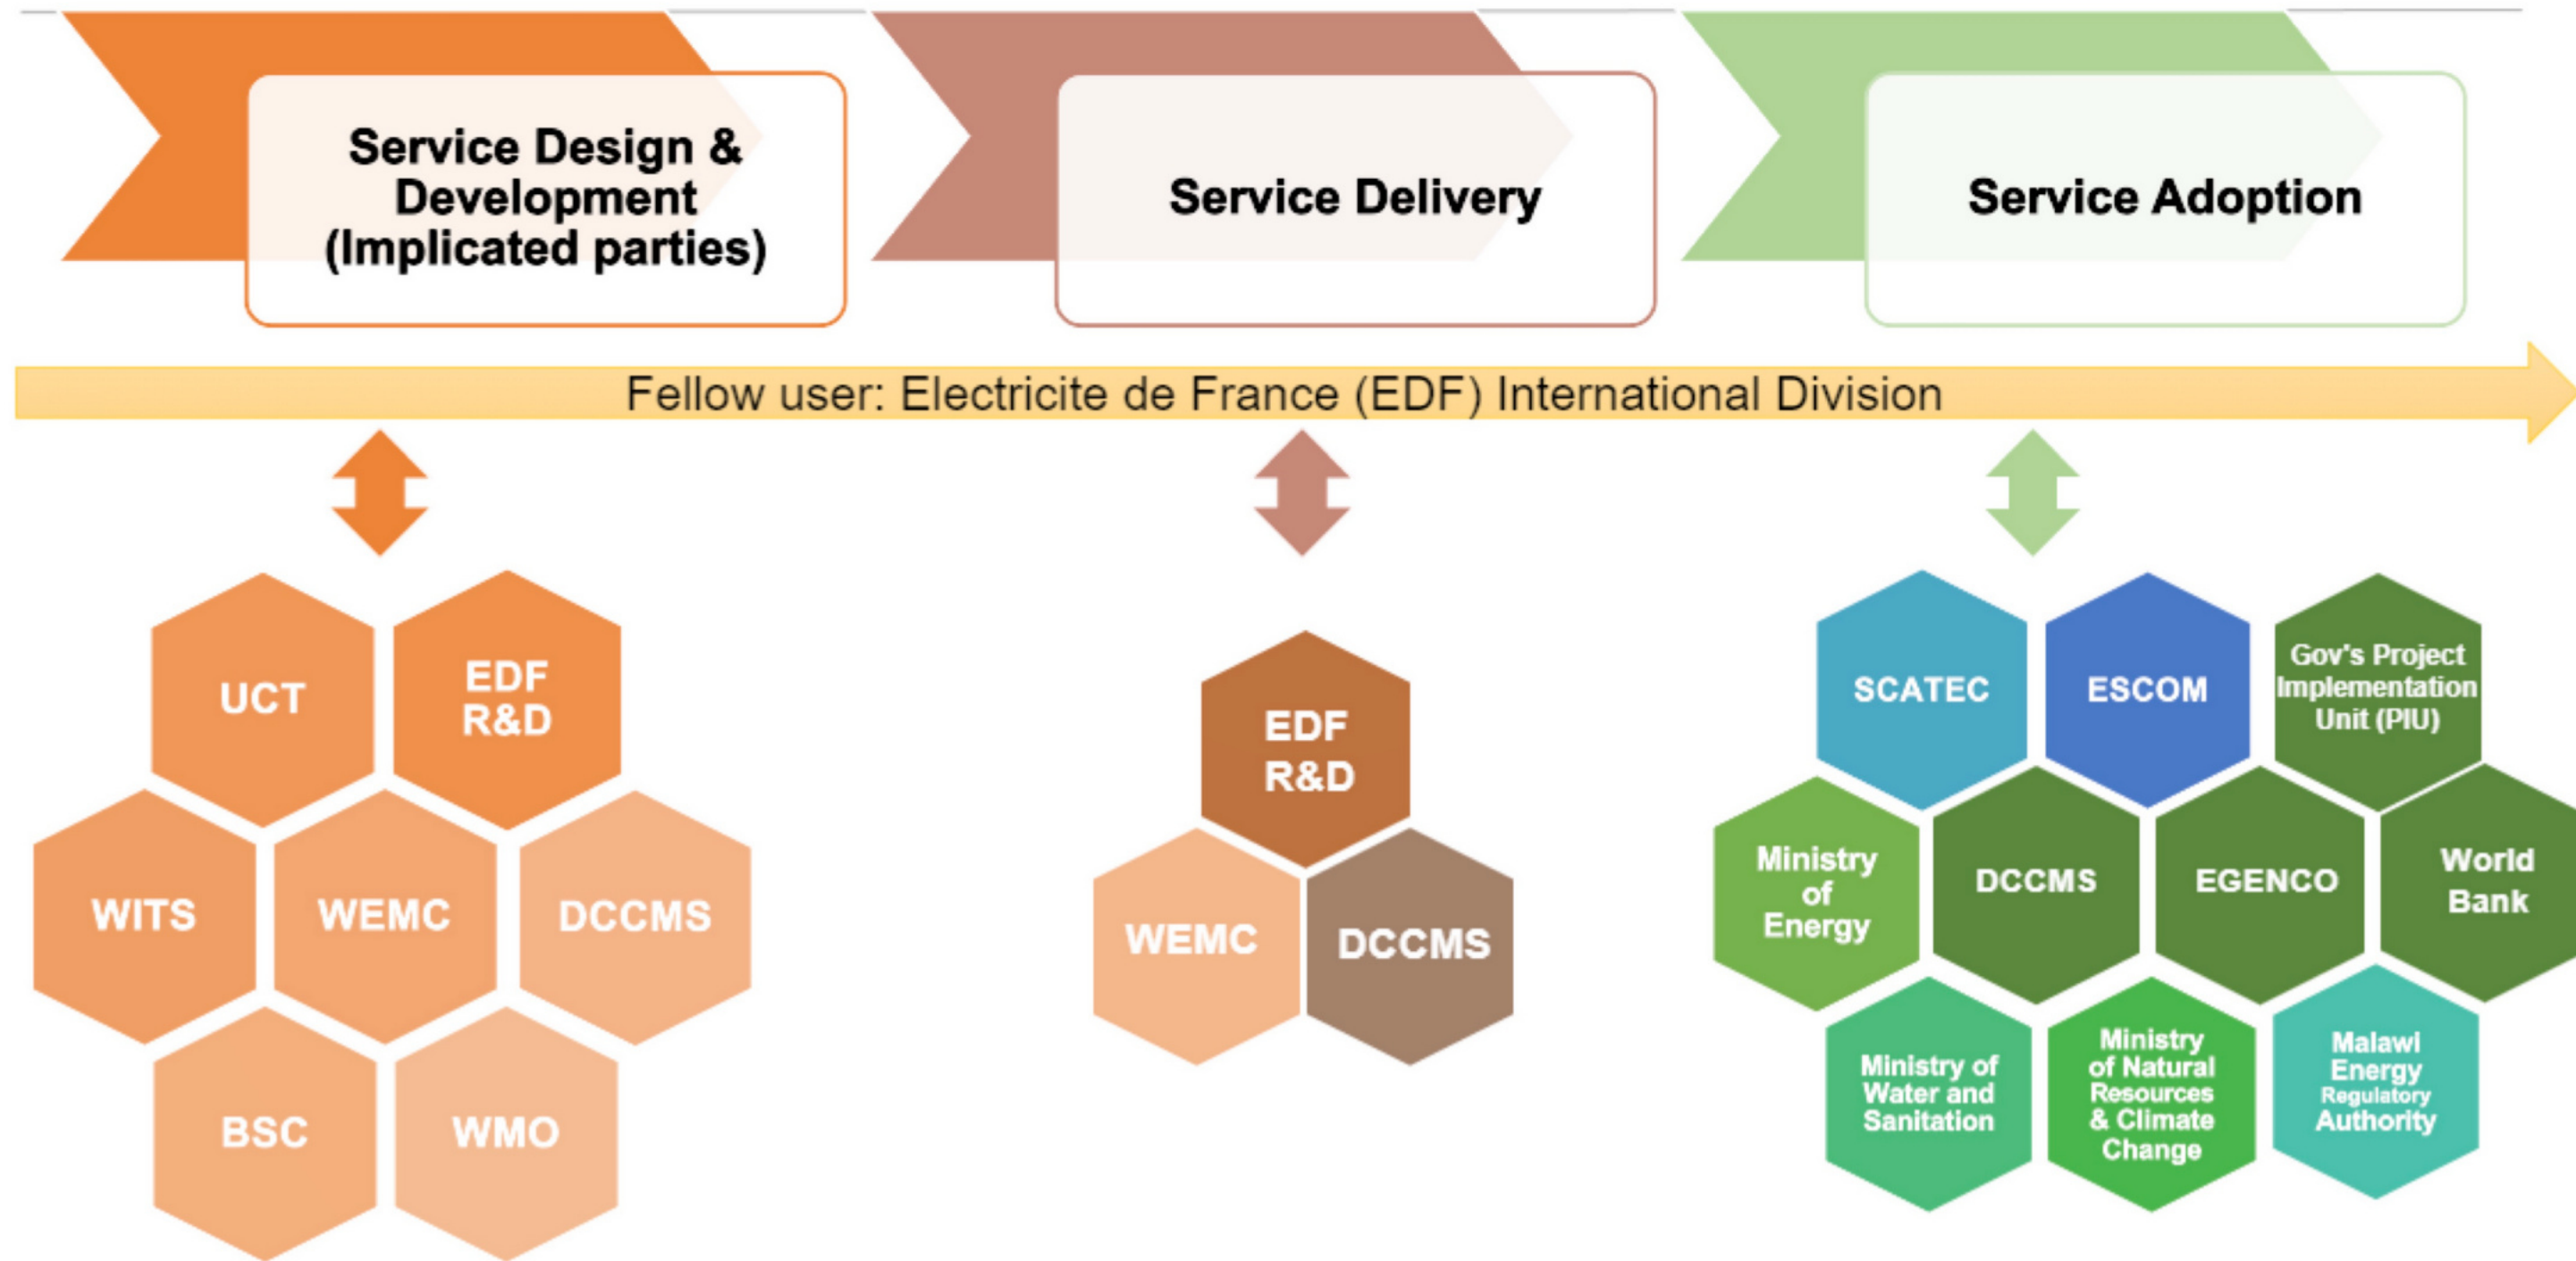 Service Design &
Development
(Implicated parties)
Service Delivery
Service Adoption
Fellow user: Electricite de France (EDF) International Division
UCT
EDF
R&D
WITS
WEMC
DCCMS
BSC
WMO
EDF
R&D
WEMC
DCCMS
SCATEC
ESCOM
Gov's Project
Implementation
Unit (PIU)
Ministry
of
Energy
DCCMS
EGENCO
World
Bank
Ministry of
Water and
Sanitation
Ministry
of Natural
Resources
& Climate
Change
Malawi
Energy
Regulatory
Authority